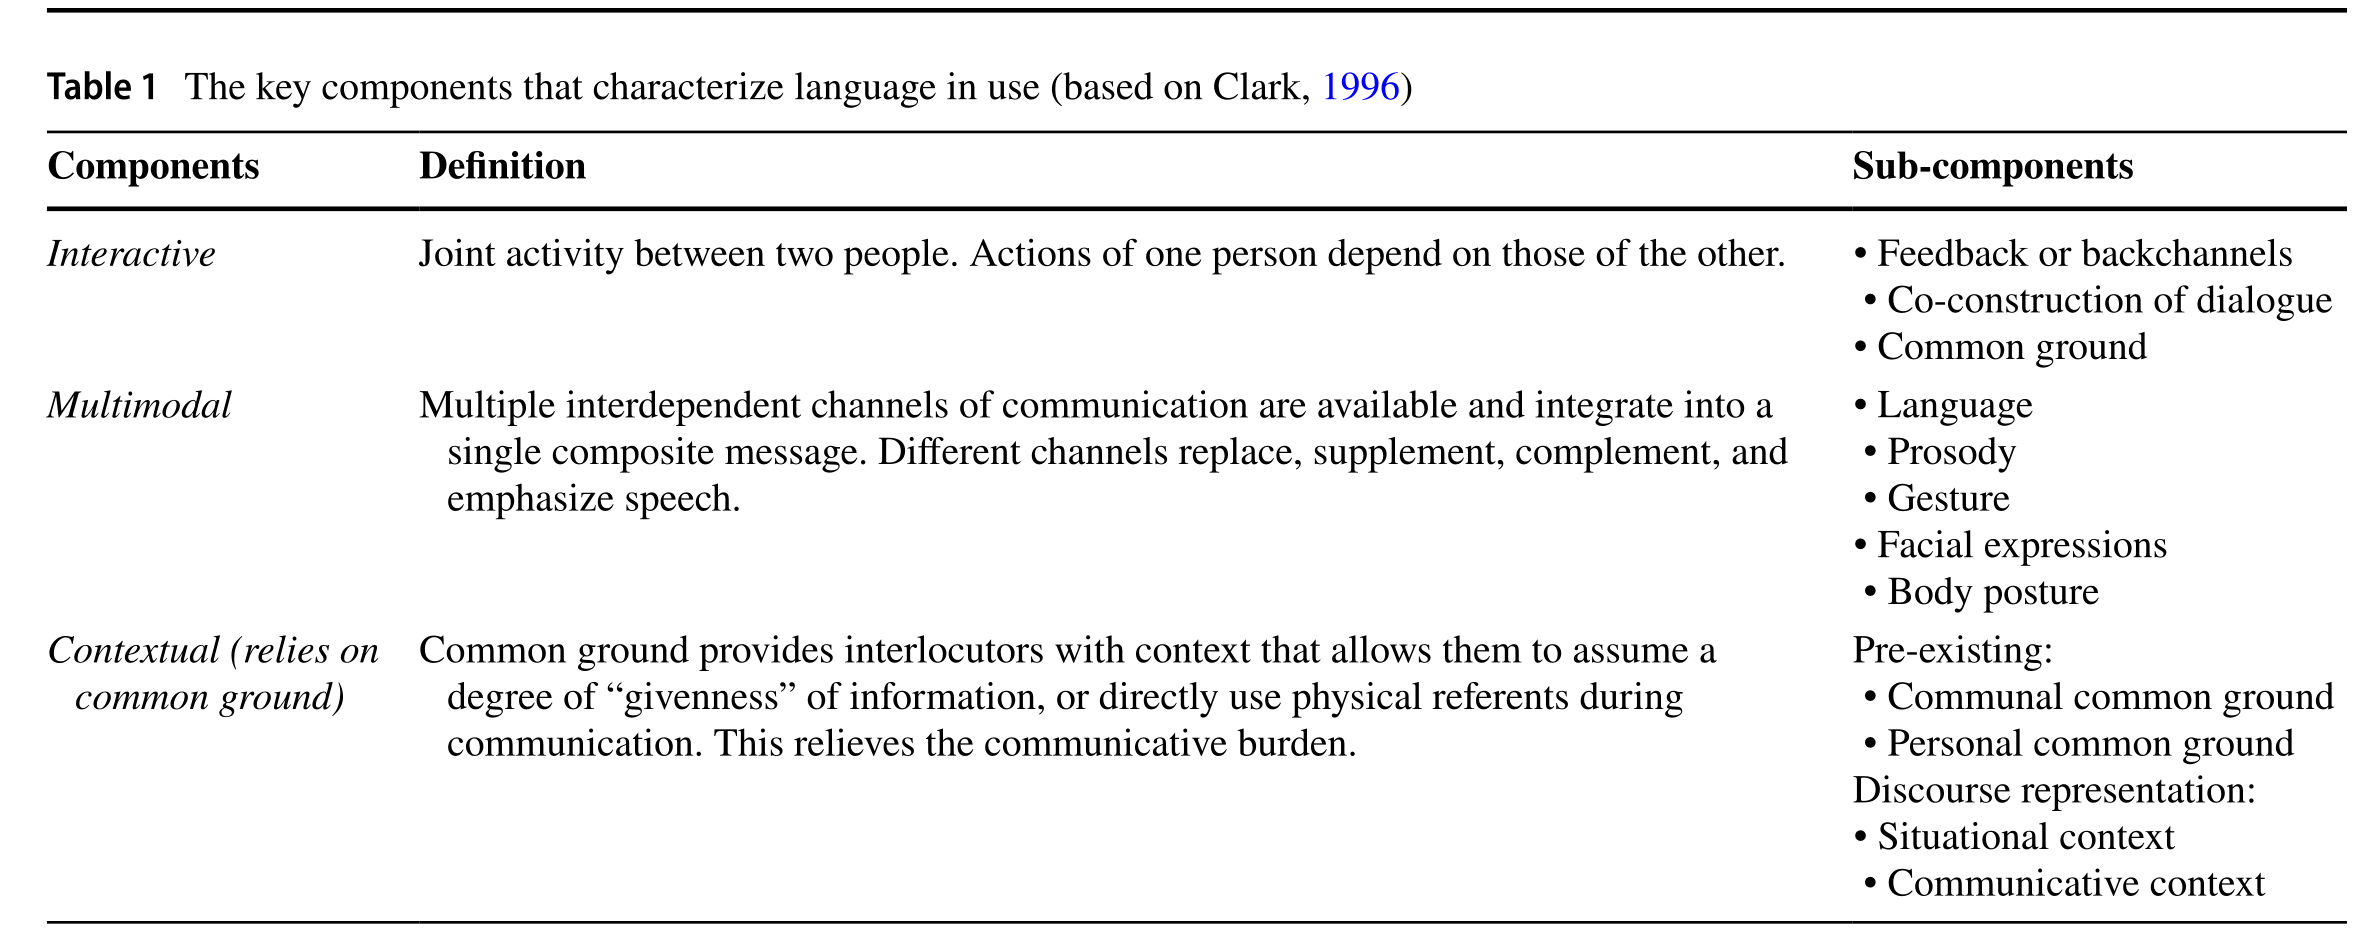 Table 1 The key components that characterize language in use (based on Clark, 1996)
Components Definition Sub-components
Interactive Joint activity between two people. Actions of one person depend on those of the other. • Feedback or backchannels
• Co-construction of dialogue
• Common ground
Multimodal Multiple interdependent channels of communication are available and integrate into a • Language
single composite message. Different channels replace, supplement, complement, and • Prosody
emphasize speech. • Gesture
• Facial expressions
• Body posture
Contextual (relies on Common ground provides interlocutors with context that allows them to assume a Pre-existing:
common ground) degree of “givenness” of information, or directly use physical referents during • Communal common ground
communication. This relieves the communicative burden. • Personal common ground
Discourse representation:
• Situational context
• Communicative context